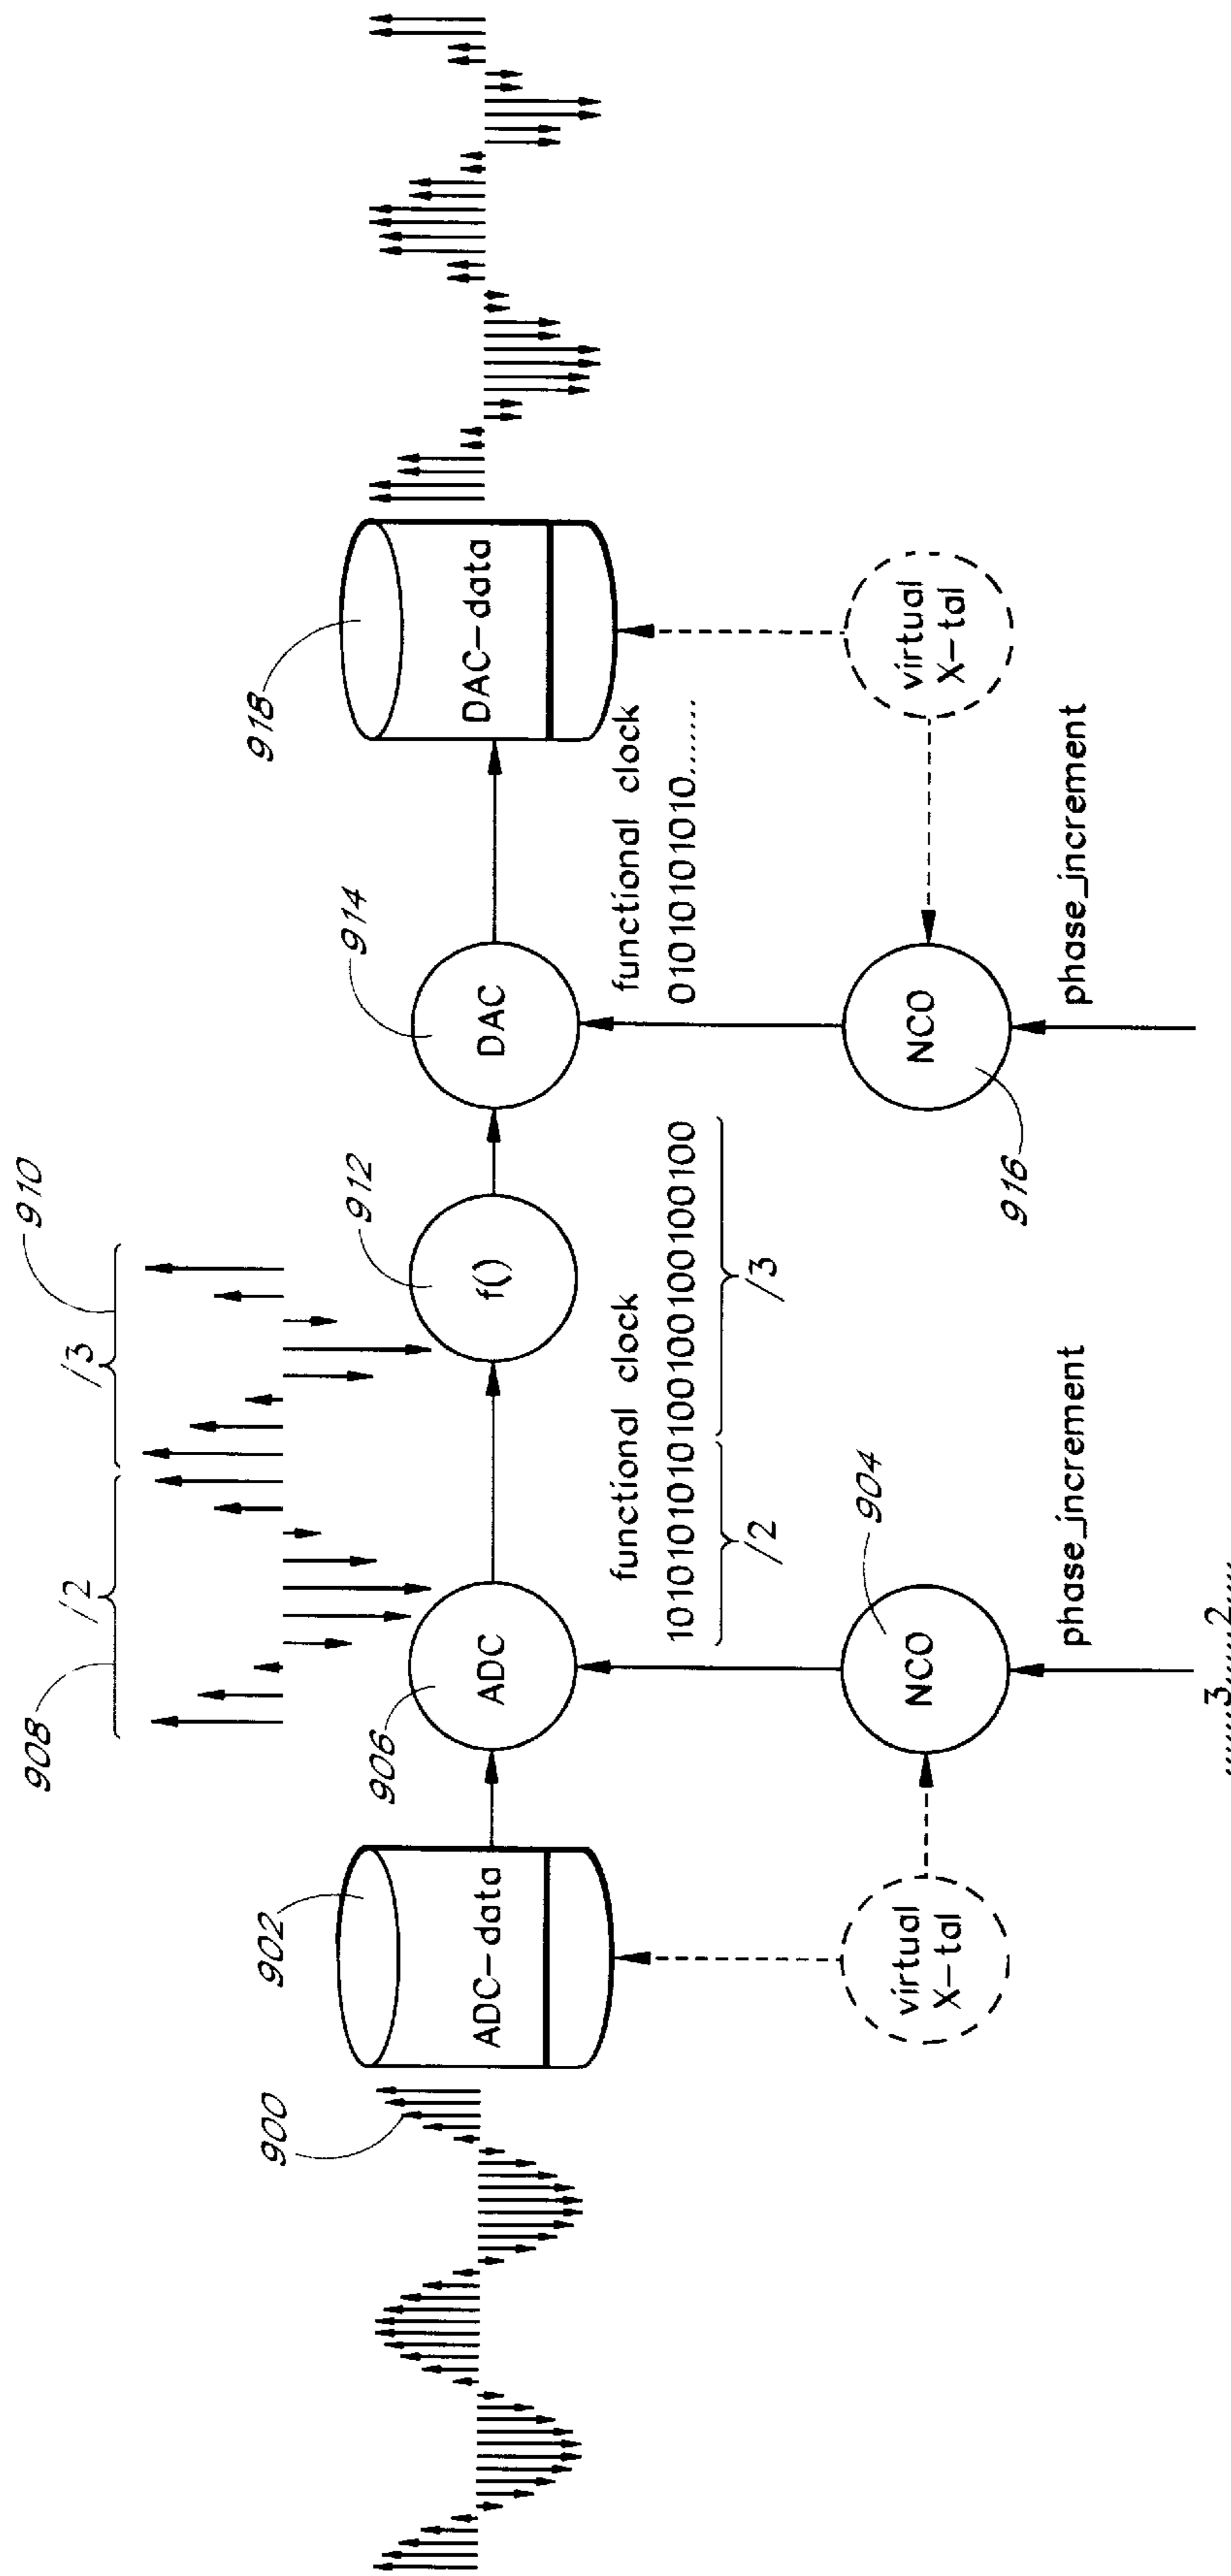 908
/2
/3
910
900
902
ADC-data
906
ADC
912
f()
914
DAC
918
DAC-data
functional clock
1010101010100100100100100100
/2
/3
functional clock
01010101010........
virtual
X-tal
904
NCO
phase_increment
......3......2....
916
NCO
phase_increment
virtual
X-tal